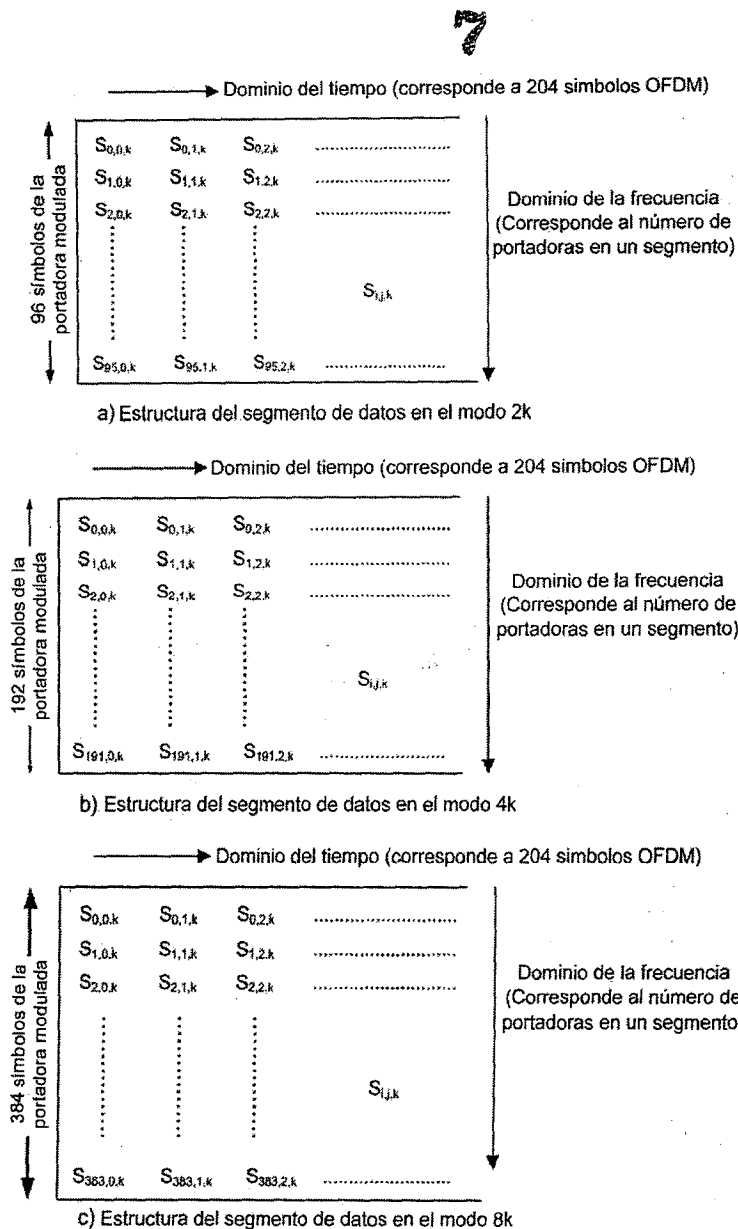 7
Dominio del tiempo (corresponde a 204 simbolos OFDM)
96 símbolos de la
portadora modulada
S0,0,k S0,1,k S0,2,k ........................
S1,0,k S1,1,k S1,2,k ........................
S2,0,k S2,1,k S2,2,k ........................
Si,j,k
S95,0,k S95,1,k S95,2,k ........................
Dominio de la frecuencia
(Corresponde al número de
portadoras en un segmento)
a) Estructura del segmento de datos en el modo 2k
Dominio del tiempo (corresponde a 204 simbolos OFDM)
192 símbolos de la
portadora modulada
S0,0,k S0,1,k S0,2,k ........................
S1,0,k S1,1,k S1,2,k ........................
S2,0,k S2,1,k S2,2,k ........................
Si,j,k
S191,0,k S191,1,k S191,2,k ........................
Dominio de la frecuencia
(Corresponde al número de
portadoras en un segmento)
b) Estructura del segmento de datos en el modo 4k
Dominio del tiempo (corresponde a 204 simbolos OFDM)
384 símbolos de la
portadora modulada
S0,0,k S0,1,k S0,2,k ........................
S1,0,k S1,1,k S1,2,k ........................
S2,0,k S2,1,k S2,2,k ........................
Si,j,k
S383,0,k S383,1,k S383,2,k ........................
Dominio de la frecuencia
(Corresponde al número de
portadoras en un segmento
c) Estructura del segmento de datos en el modo 8k